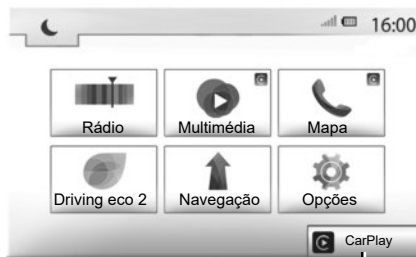 16:00
Rádio
Multimédia
Mapa
Driving eco 2
Navegação
Opções
CarPlay